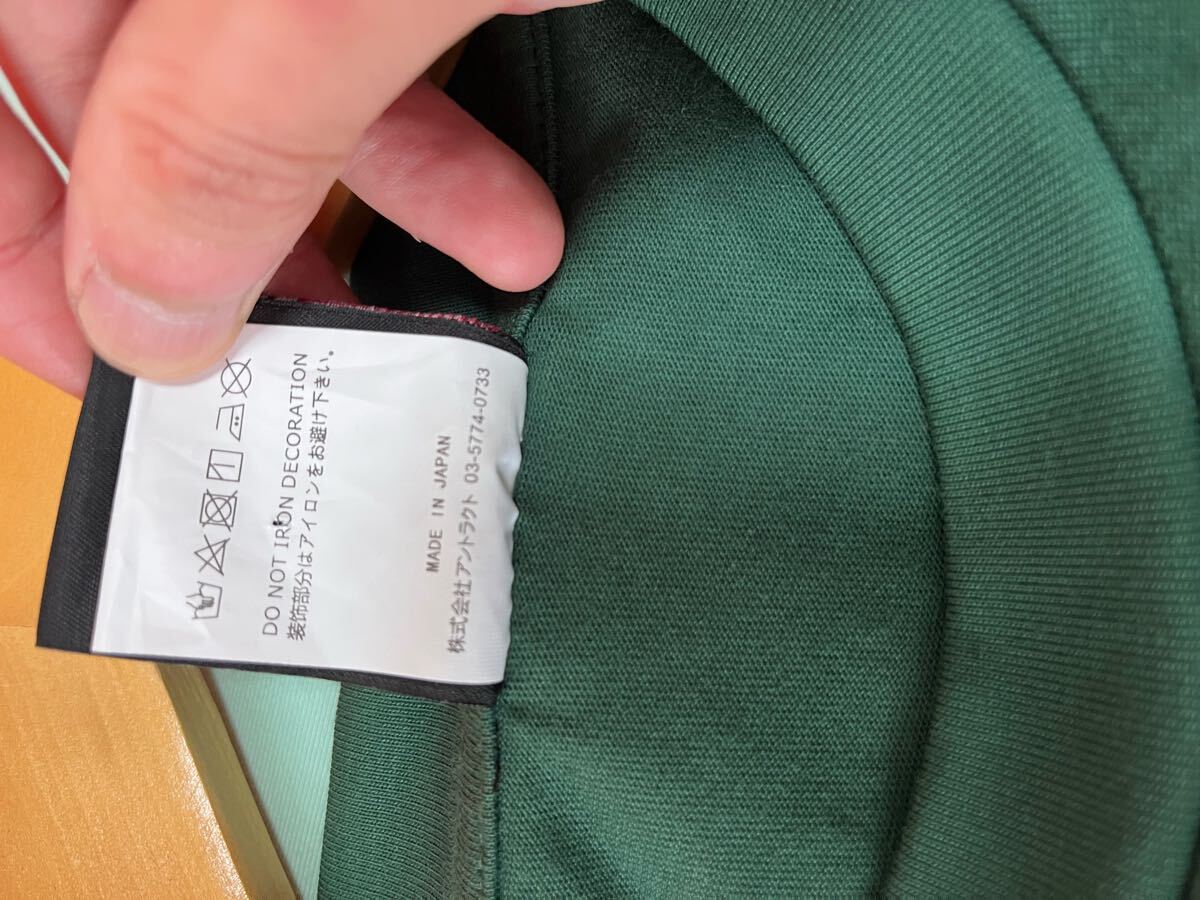 DO NOT IRON DECORATION
装飾部分はアイロンをお避け下さい。
MADE IN JAPAN
株式会社アントラクト 03-5774-0733